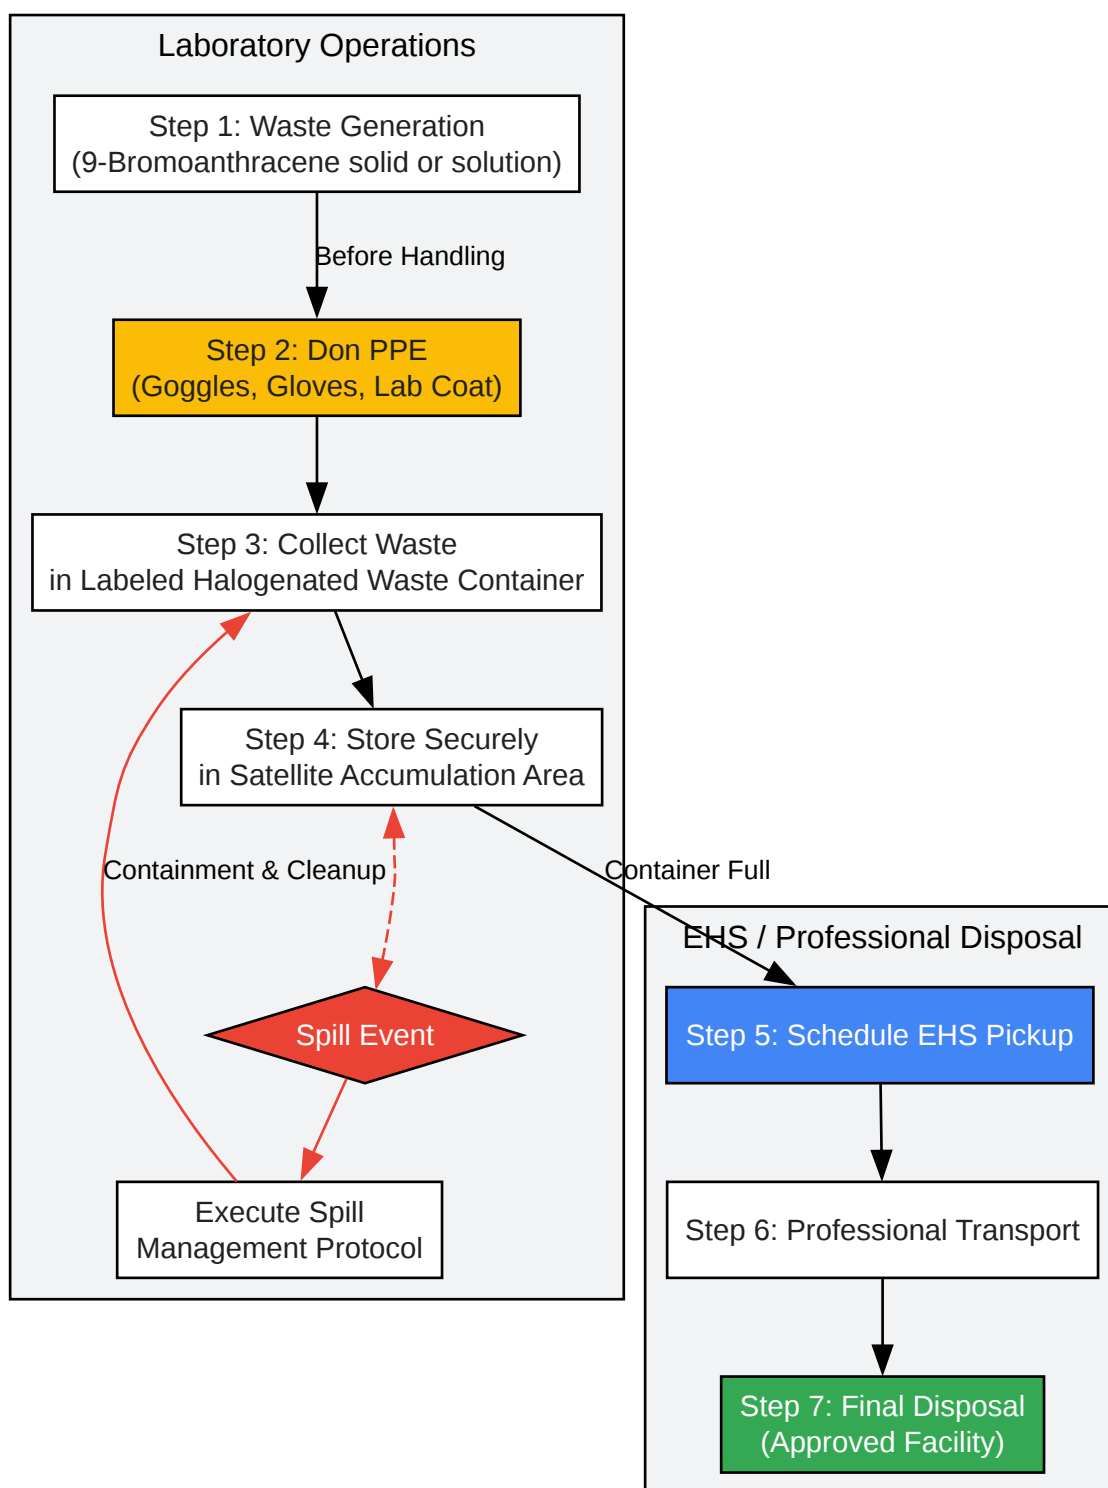 Laboratory Operations
Step 1: Waste Generation
(9-Bromoanthracene solid or solution)
Before Handling
Step 2: Don PPE
(Goggles, Gloves, Lab Coat)
Step 3: Collect Waste
in Labeled Halogenated Waste Container
Step 4: Store Securely
in Satellite Accumulation Area
Containment & Cleanup
Container Full
Spill Event
Execute Spill
Management Protocol
EHS / Professional Disposal
Step 5: Schedule EHS Pickup
Step 6: Professional Transport
Step 7: Final Disposal
(Approved Facility)